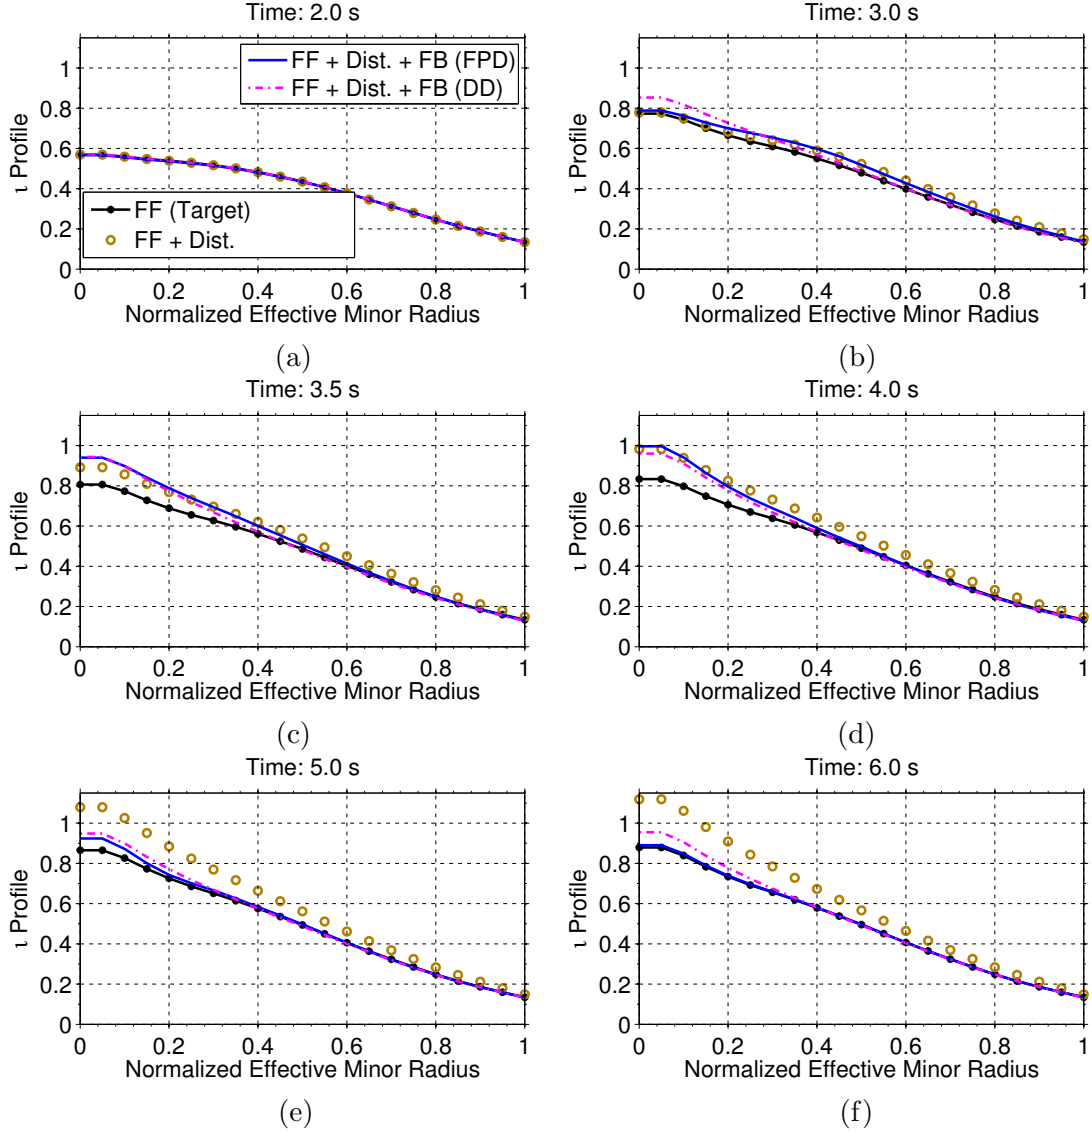 Time: 2.0 s
ι Profile
1
0.8
0.6
0.4
0.2
0
FF + Dist. + FB (FPD)
FF + Dist. + FB (DD)
FF (Target)
FF + Dist.
0 0.2 0.4 0.6 0.8 1
Normalized Effective Minor Radius
(a)
Time: 3.0 s
ι Profile
1
0.8
0.6
0.4
0.2
0
0 0.2 0.4 0.6 0.8 1
Normalized Effective Minor Radius
(b)
Time: 3.5 s
ι Profile
1
0.8
0.6
0.4
0.2
0
0 0.2 0.4 0.6 0.8 1
Normalized Effective Minor Radius
(c)
Time: 4.0 s
ι Profile
1
0.8
0.6
0.4
0.2
0
0 0.2 0.4 0.6 0.8 1
Normalized Effective Minor Radius
(d)
Time: 5.0 s
ι Profile
1
0.8
0.6
0.4
0.2
0
0 0.2 0.4 0.6 0.8 1
Normalized Effective Minor Radius
(e)
Time: 6.0 s
ι Profile
1
0.8
0.6
0.4
0.2
0
0 0.2 0.4 0.6 0.8 1
Normalized Effective Minor Radius
(f)